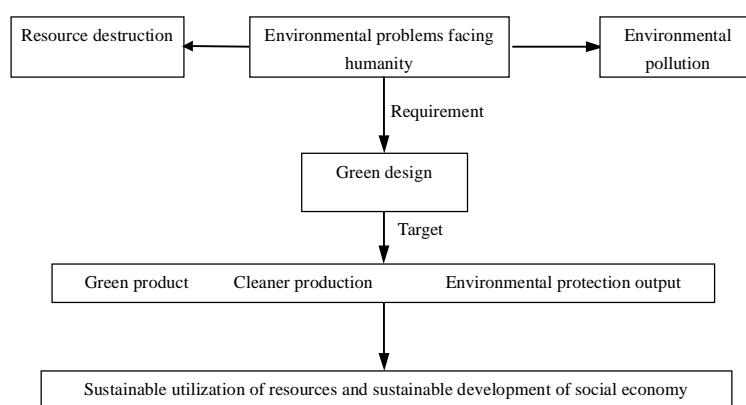 Resource destruction
Environmental problems facing
humanity
Environmental
pollution
Requirement
Green design
Target
Green product Cleaner production Environmental protection output
Sustainable utilization of resources and sustainable development of social economy